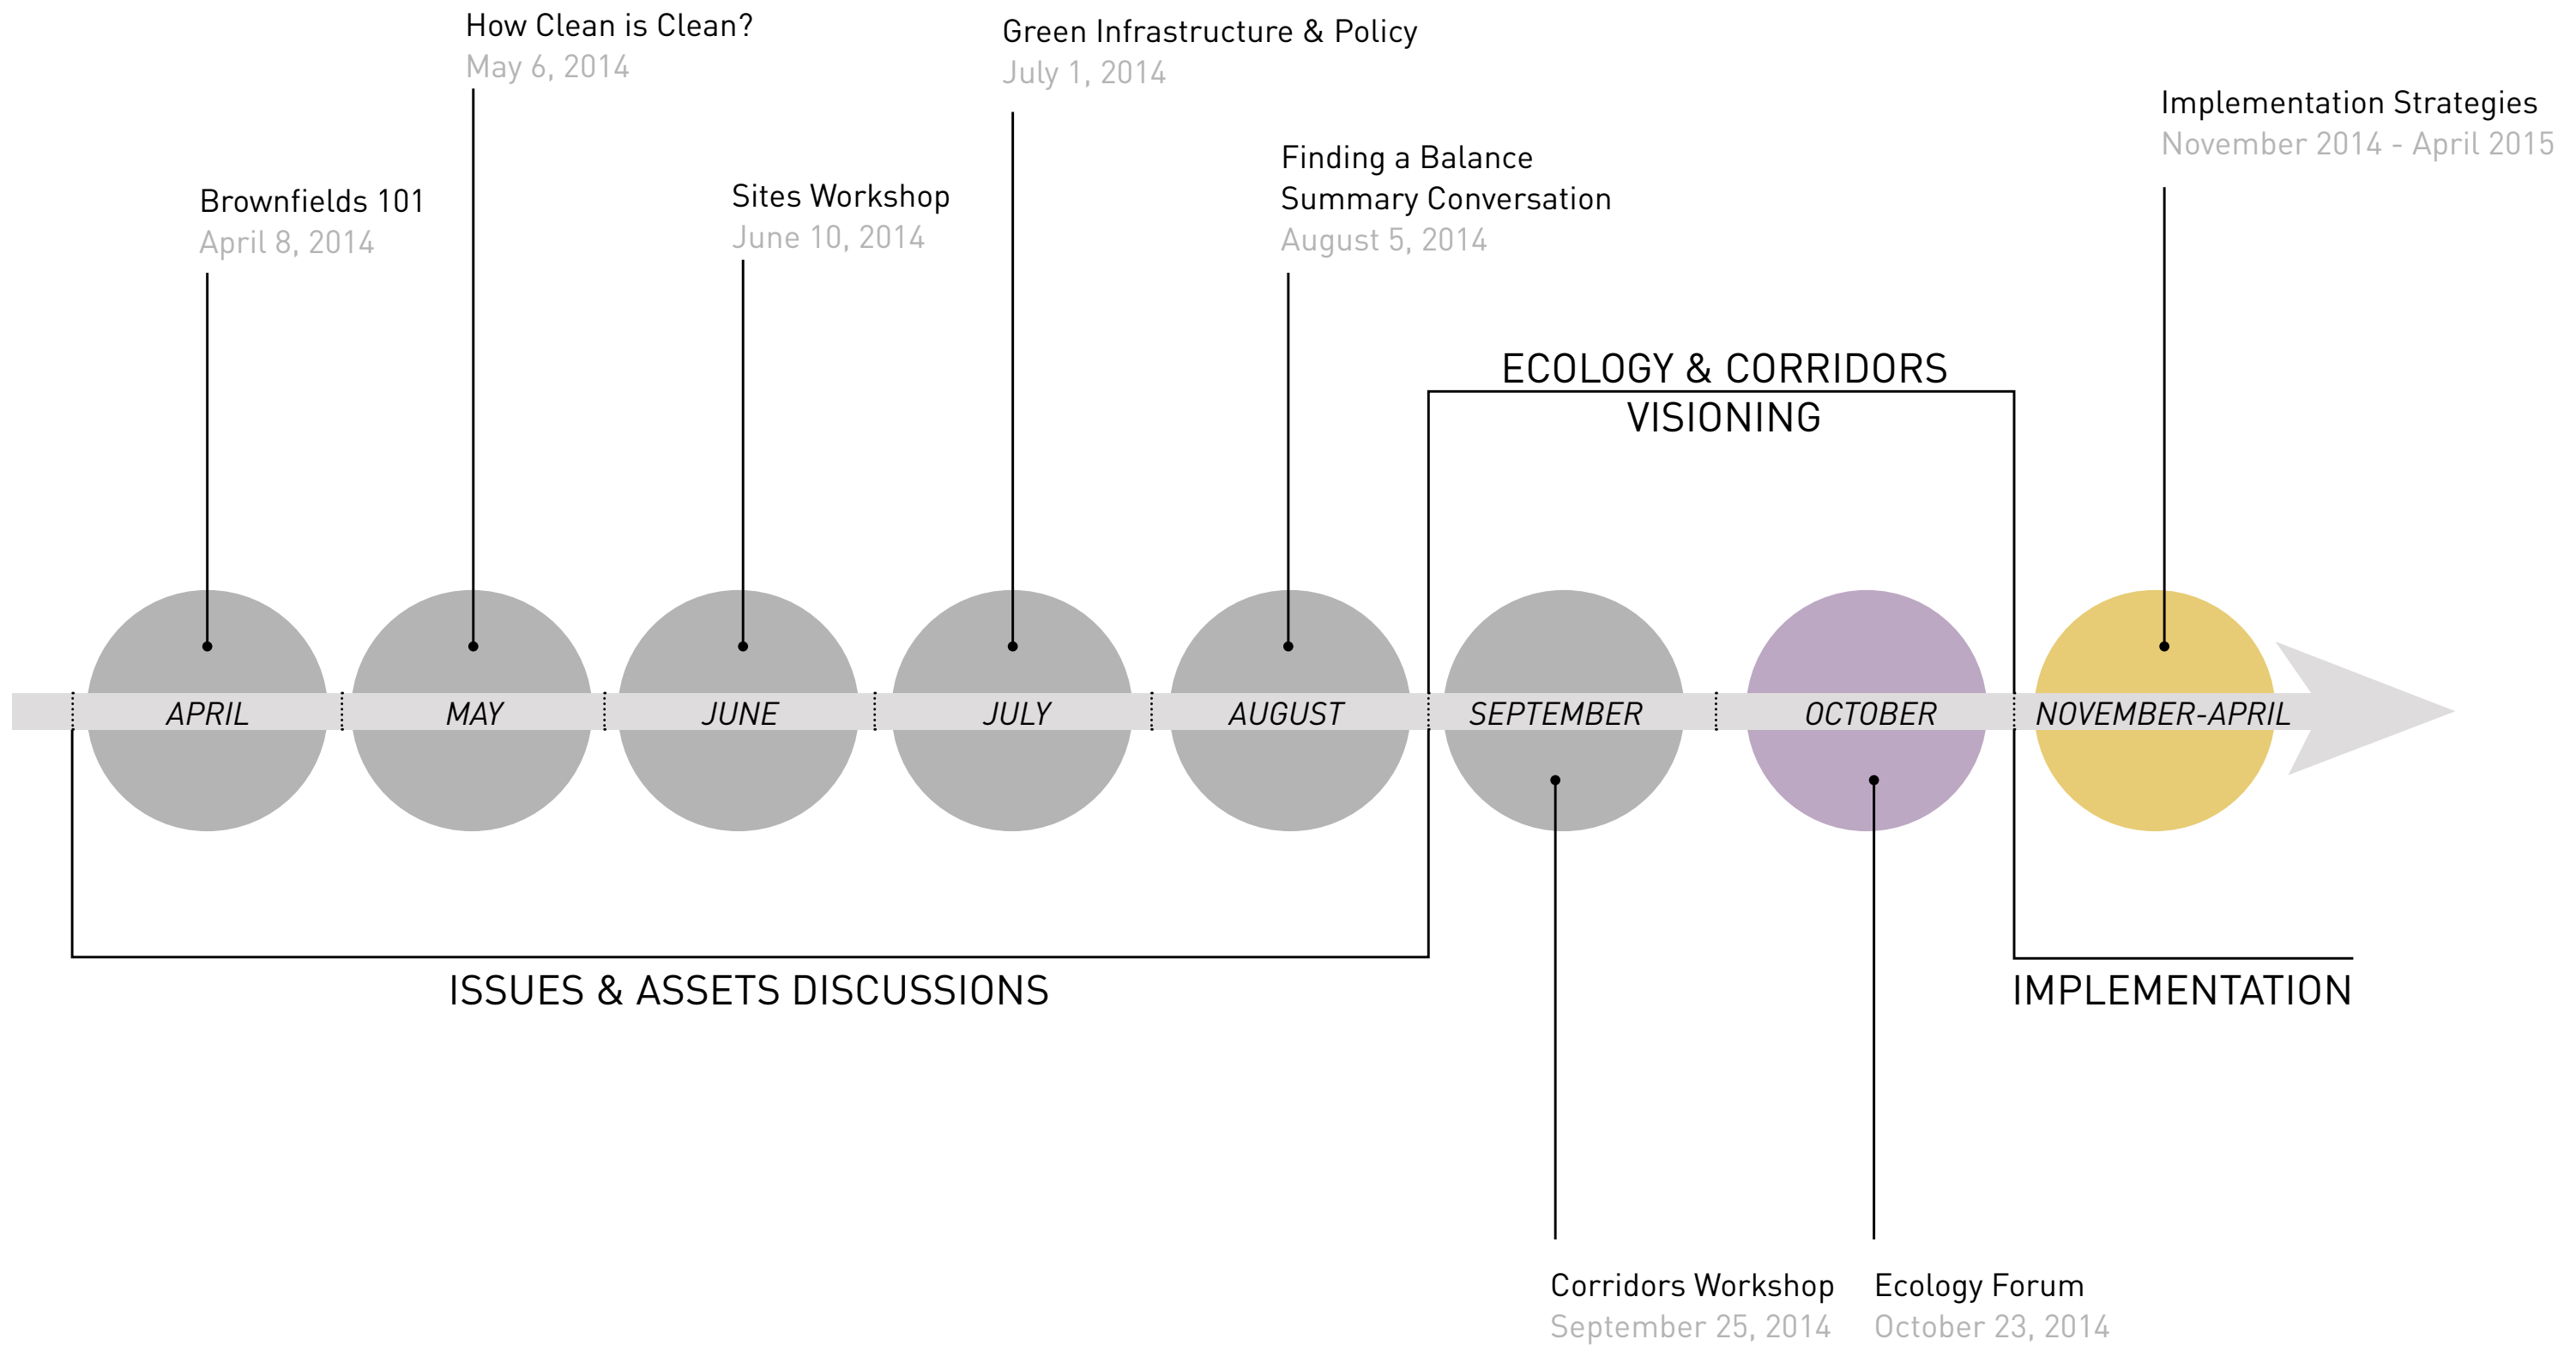 How Clean is Clean?
May 6, 2014
Green Infrastructure & Policy
July 1, 2014
Implementation Strategies
November 2014 - April 2015
Finding a Balance
Summary Conversation
August 5, 2014
Brownfields 101
April 8, 2014
Sites Workshop
June 10, 2014
ECOLOGY & CORRIDORS
VISIONING
APRIL
MAY
JUNE
JULY
AUGUST
SEPTEMBER
OCTOBER
NOVEMBER-APRIL
ISSUES & ASSETS DISCUSSIONS
IMPLEMENTATION
Corridors Workshop
September 25, 2014
Ecology Forum
October 23, 2014